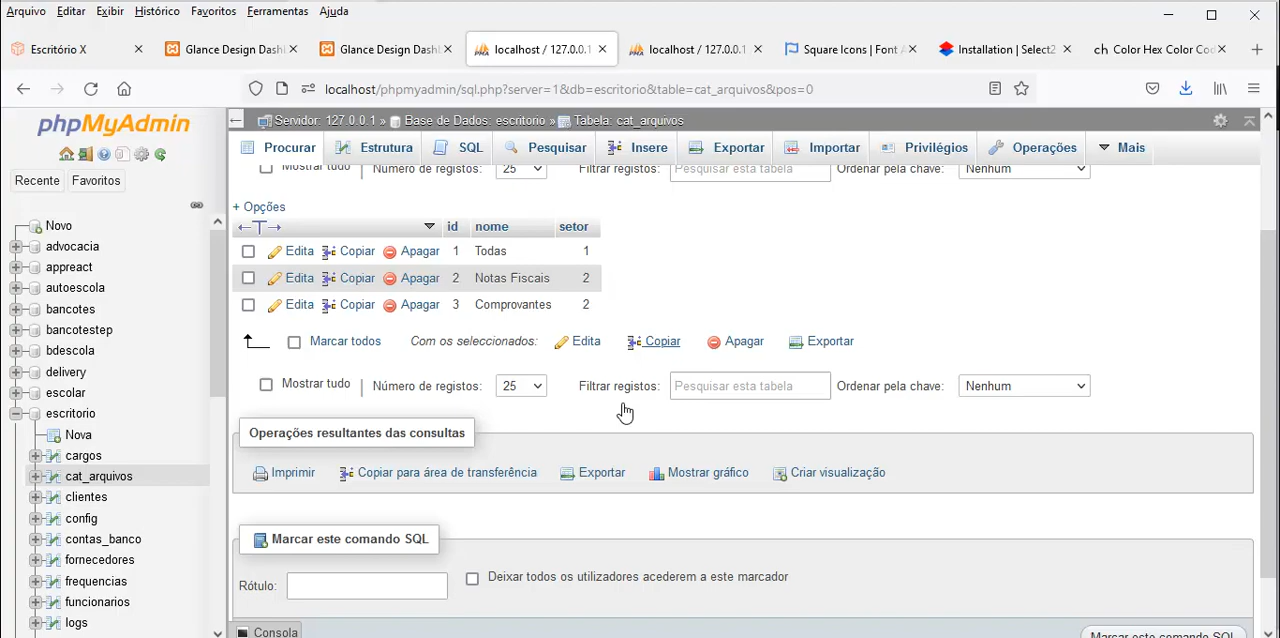 Arquivo Editar Exibir Histórico Favoritos Ferramentas Ajuda
Escritório X
Glance Design Dash
Glance Design Dash
localhost / 127.0.0.1
localhost / 127.0.0.1
Square Icons | Font A
Installation | Select2
ch Color Hex Color Co
localhost/phpmyadmin/sql.php?server=1&db=escritorio&table=cat_arquivos&pos=0
phpMyAdmin
Recente Favoritos
Novo
advocacia
appreact
autoescola
bancotes
bancotestep
bdescola
delivery
escolar
escritorio
Nova
cargos
cat_arquivos
clientes
config
contas_banco
fornecedores
frequencias
funcionarios
logs
Servidor: 127.0.0.1 » Base de Dados: escritorio » Tabela: cat_arquivos
Procurar Estrutura SQL Pesquisar Insere Exportar Importar Privilégios Operações Mais
Mostrar tudo Número de registos: 25 Filtrar registos: Pesquisar esta tabela Ordenar pela chave: Nenhum
+ Opções
id nome setor
Edita Copiar Apagar 1 Todas 1
Edita Copiar Apagar 2 Notas Fiscais 2
Edita Copiar Apagar 3 Comprovantes 2
Marcar todos Com os seleccionados: Edita Copiar Apagar Exportar
Mostrar tudo Número de registos: 25 Filtrar registos: Pesquisar esta tabela Ordenar pela chave: Nenhum
Operações resultantes das consultas
Imprimir Copiar para área de transferência Exportar Mostrar gráfico Criar visualização
Marcar este comando SQL
Rótulo: Deixar todos os utilizadores acederem a este marcador
Consola
Marcar este comando SQL